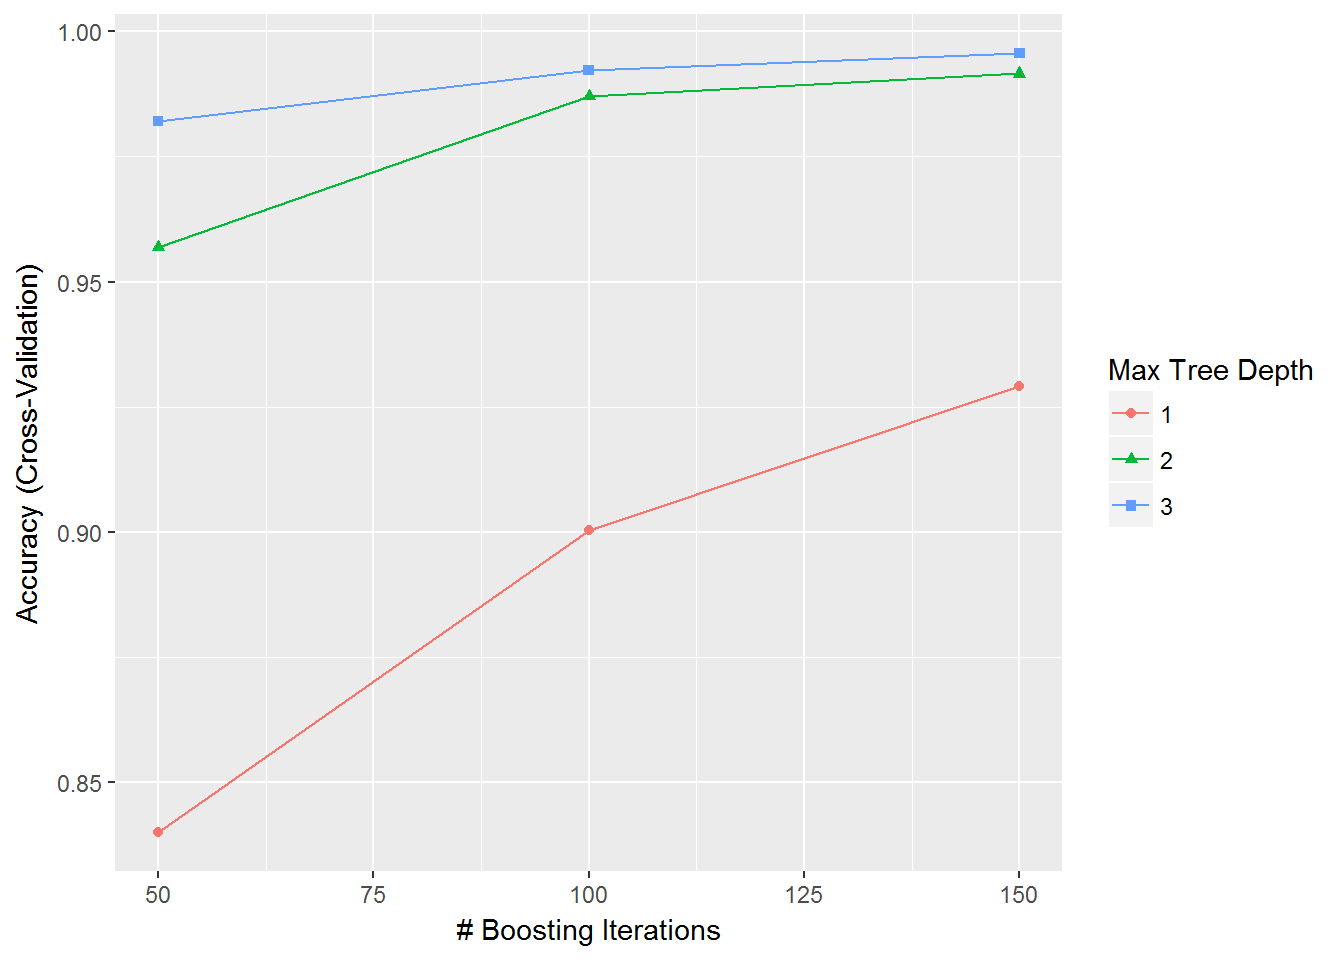 1.00
0.95
0.90
0.85
Accuracy (Cross-Validation)
50 75 100 125 150
# Boosting Iterations
Max Tree Depth
1
2
3